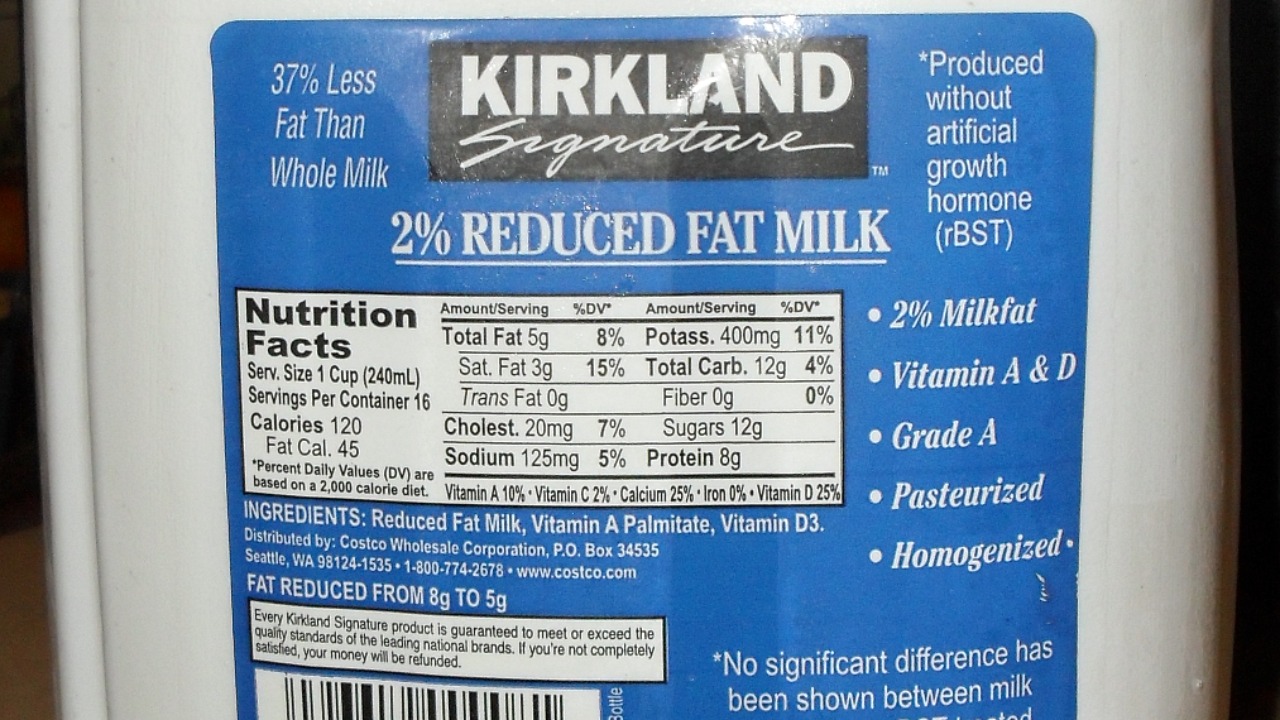 37% Less
Fat Than
Whole Milk
KIRKLAND
Signature
TM
*Produced
without
artificial
growth
hormone
(rBST)
2% REDUCED FAT MILK
Nutrition
Facts
Serv. Size 1 Cup (240mL)
Servings Per Container 16
Calories 120
Fat Cal. 45
*Percent Daily Values (DV) are
based on a 2,000 calorie diet.
Amount/Serving %DV* Amount/Serving %DV*
Total Fat 5g 8% Potass. 400mg 11%
Sat. Fat 3g 15% Total Carb. 12g 4%
Trans Fat 0g Fiber 0g 0%
Cholest. 20mg 7% Sugars 12g
Sodium 125mg 5% Protein 8g
Vitamin A 10% • Vitamin C 2% • Calcium 25% • Iron 0% • Vitamin D 25%
• 2% Milkfat
• Vitamin A & D
• Grade A
• Pasteurized
• Homogenized
INGREDIENTS: Reduced Fat Milk, Vitamin A Palmitate, Vitamin D3.
Distributed by: Costco Wholesale Corporation, P.O. Box 34535
Seattle, WA 98124-1535 • 1-800-774-2678 • www.costco.com
FAT REDUCED FROM 8g TO 5g
Every Kirkland Signature product is guaranteed to meet or exceed the
quality standards of the leading national brands. If you're not completely
satisfied, your money will be refunded.
Bottle
*No significant difference has
been shown between milk